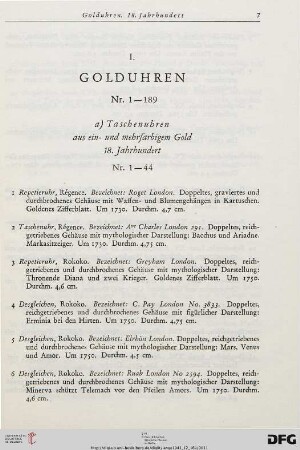 Golduhren. 18. Jahrhundert 7
I.
GOLDUHREN
Nr. 1—189
a) Taschenuhren
aus ein- und mehrfarbigem Gold
18. Jahrhundert
Nr. 1—44
1 Repetieruhr, Régence. Bezeichnet: Roget London. Doppeltes, graviertes und
durchbrochenes Gehäuse mit Waffen- und Blumengehängen in Kartuschen.
Goldenes Zifferblatt. Um 1730. Durchm. 4,7 cm.
2 Taschenuhr, Régence. Bezeichnet: Charles London 291. Doppeltes, reich-
getriebenes Gehäuse mit mythologischer Darstellung: Bacchus und Ariadne.
Markasitzeiger. Um 1730. Durchm. 4,75 cm.
3 Repetieruhr, Rokoko. Bezeichnet: Greyham London. Doppeltes, reich-
getriebenes und durchbrochenes Gehäuse mit mythologischer Darstellung:
Thronende Diana und zwei Krieger. Goldenes Zifferblatt. Um 1750.
Durchm. 4,6 cm.
4 Dergleichen, Rokoko. Bezeichnet: C. Ray London No. 3833. Doppeltes,
reichgetriebenes und durchbrochenes Gehäuse mit figürlicher Darstellung:
Erminia bei den Hirten. Um 1750. Durchm. 4,75 cm.
5 Dergleichen, Rokoko. Bezeichnet: London. Doppeltes, reichgetriebenes
und durchbrochenes Gehäuse mit mythologischer Darstellung: Mars, Venus
und Amor. Um 1750. Durchm. 4,5 cm.
6 Dergleichen, Rokoko. Bezeichnet: Rush London No 2394. Doppeltes, reich-
getriebenes und durchbrochenes Gehäuse mit mythologischer Darstellung:
Minerva schützt Telemach vor den Pfeilen Amors. Um 1750. Durchm.
4,6 cm.
DFG